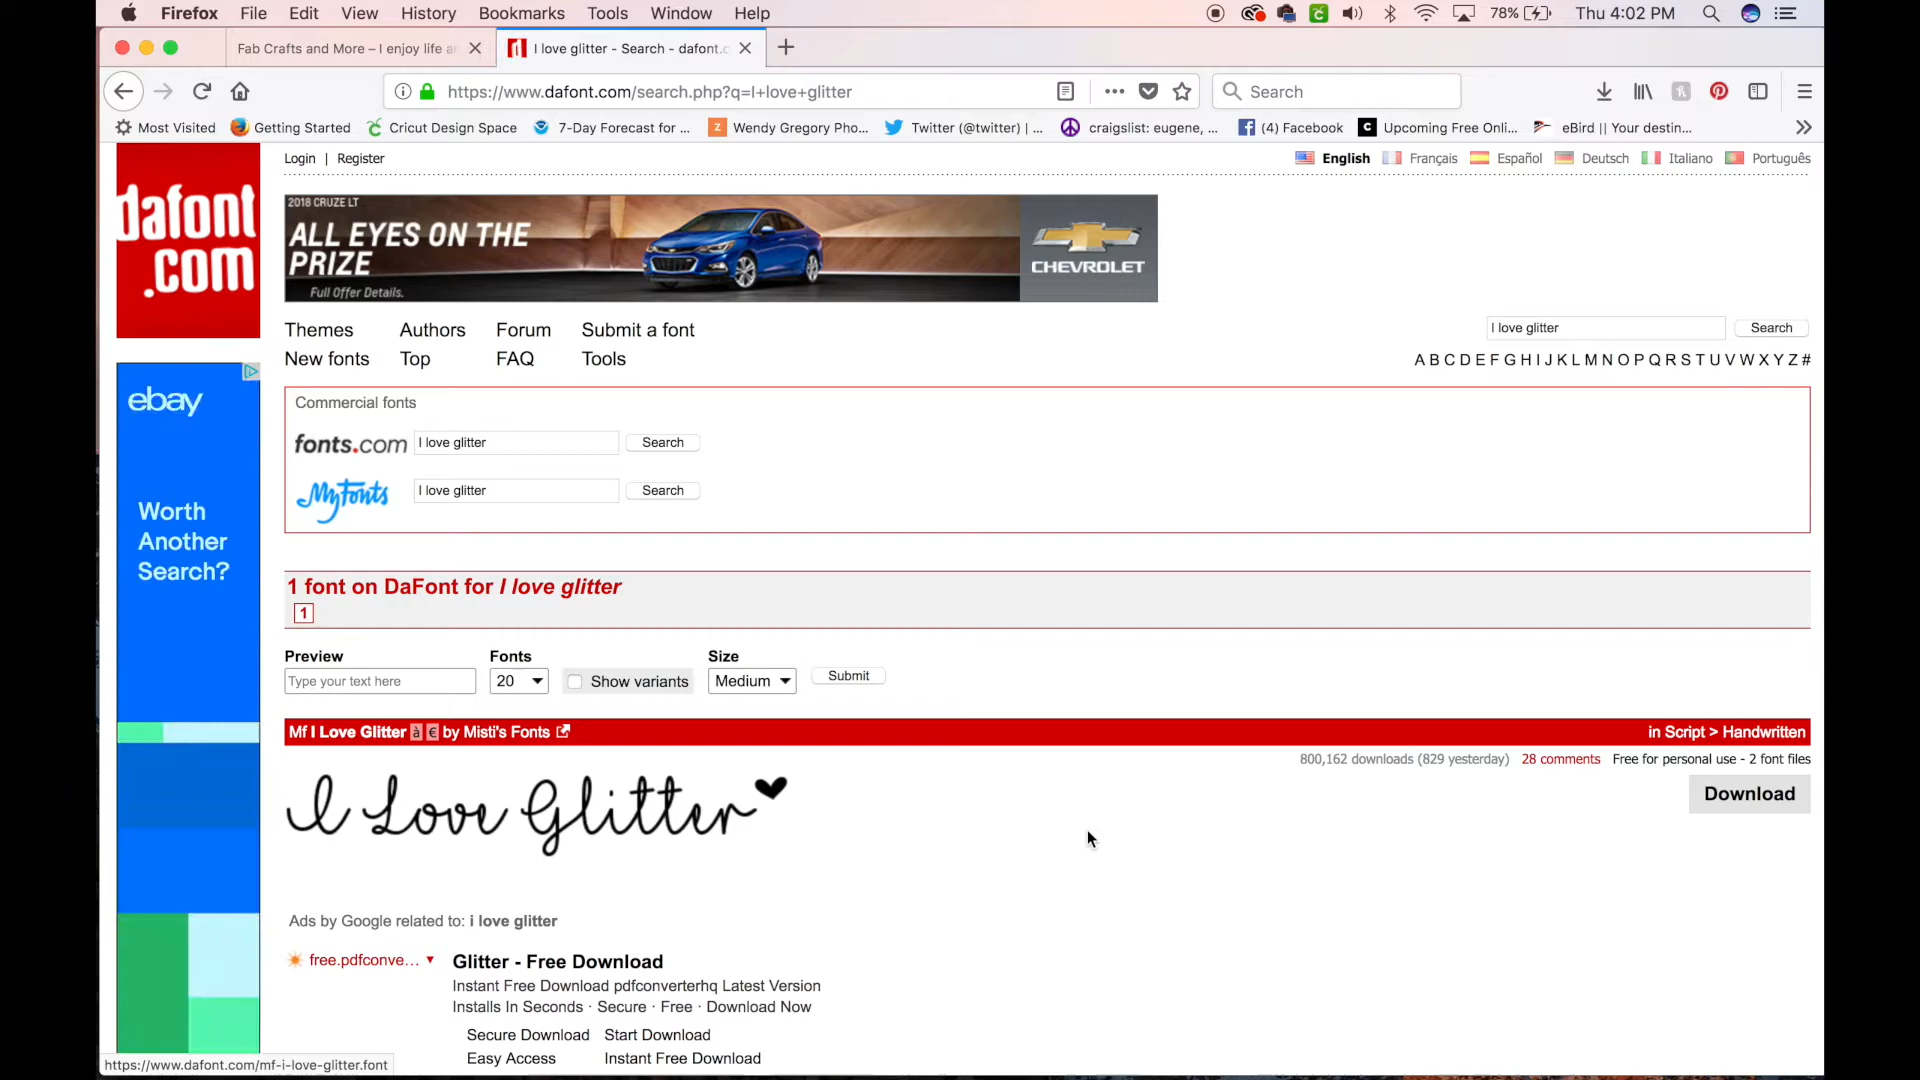 Firefox File Edit View History Bookmarks Tools Window Help 78% Thu 4:02 PM
Fab Crafts and More – I enjoy life a
I love glitter - Search - dafont.c
https://www.dafont.com/search.php?q=I+love+glitter
Search
Most Visited Getting Started Cricut Design Space 7-Day Forecast for ... Wendy Gregory Pho... Twitter (@twitter) | ... craigslist: eugene, ... (4) Facebook Upcoming Free Onli... eBird || Your destin...
dafont
.com
Login | Register
English Français Español Deutsch Italiano Português
2018 CRUZE LT
ALL EYES ON THE
PRIZE
Full Offer Details.
CHEVROLET
Themes Authors Forum Submit a font
New fonts Top FAQ Tools
I love glitter Search
A B C D E F G H I J K L M N O P Q R S T U V W X Y Z #
ebay
Worth
Another
Search?
Commercial fonts
fonts.com I love glitter Search
MyFonts I love glitter Search
1 font on DaFont for I love glitter
1
Preview Fonts Size
Type your text here 20 Show variants Medium Submit
Mf I Love Glitter à € by Misti's Fonts
in Script > Handwritten
800,162 downloads (829 yesterday) 28 comments Free for personal use - 2 font files
Download
I Love Glitter
Ads by Google related to: i love glitter
free.pdfconve... Glitter - Free Download
Instant Free Download pdfconverterhq Latest Version
Installs In Seconds · Secure · Free · Download Now
Secure Download Start Download
Easy Access Instant Free Download
https://www.dafont.com/mf-i-love-glitter.font